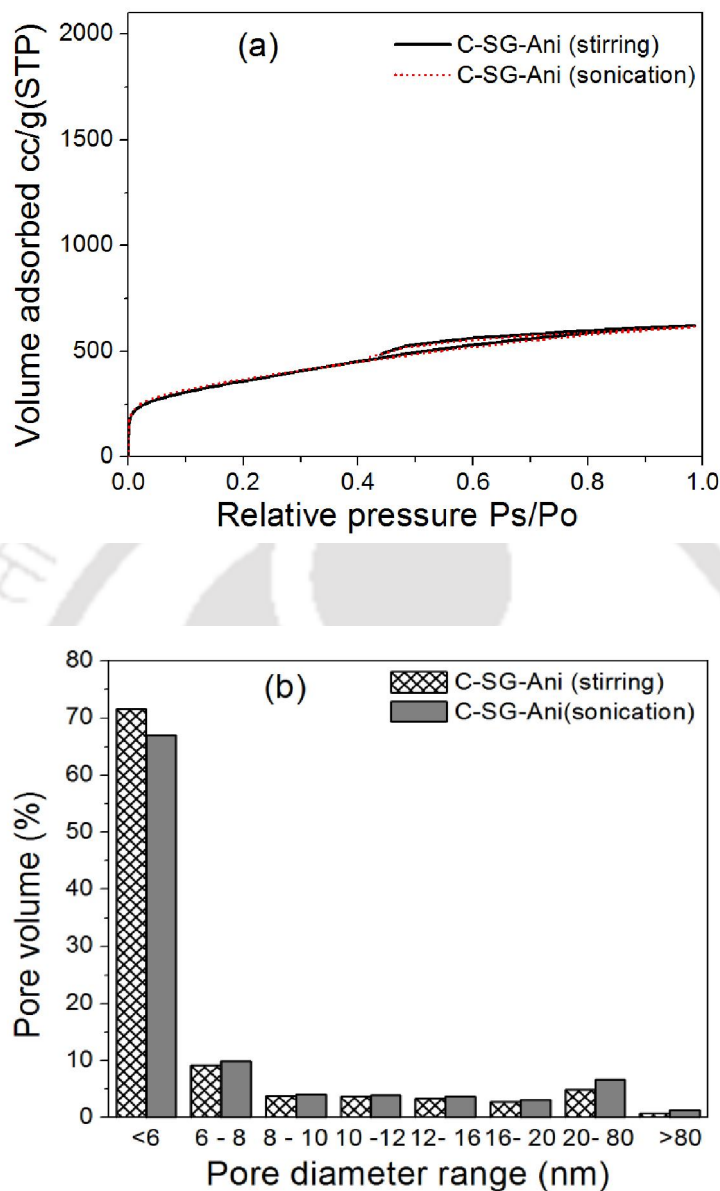 (a)
C-SG-Ani (stirring)
C-SG-Ani (sonication)
Volume adsorbed cc/g(STP)
2000
1500
1000
500
0
0.0 0.2 0.4 0.6 0.8 1.0
Relative pressure Ps/Po
(b)
C-SG-Ani (stirring)
C-SG-Ani(sonication)
Pore volume (%)
80
70
60
50
40
30
20
10
0
<6 6 - 8 8 - 10 10 -12 12- 16 16- 20 20- 80 >80
Pore diameter range (nm)